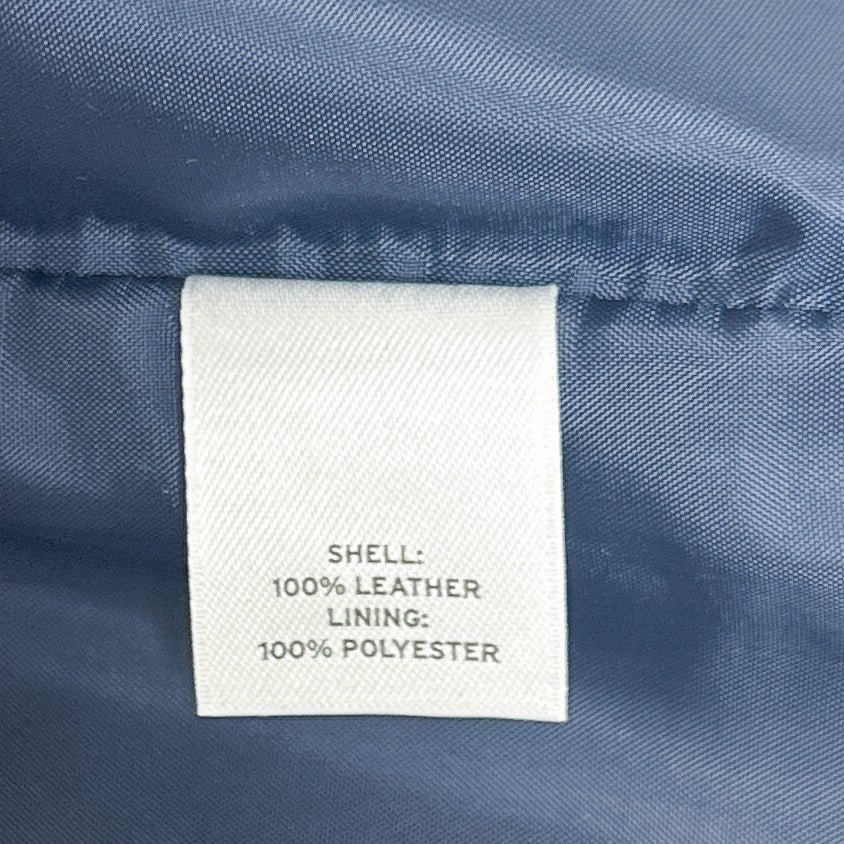 SHELL:
100% LEATHER
LINING:
100% POLYESTER